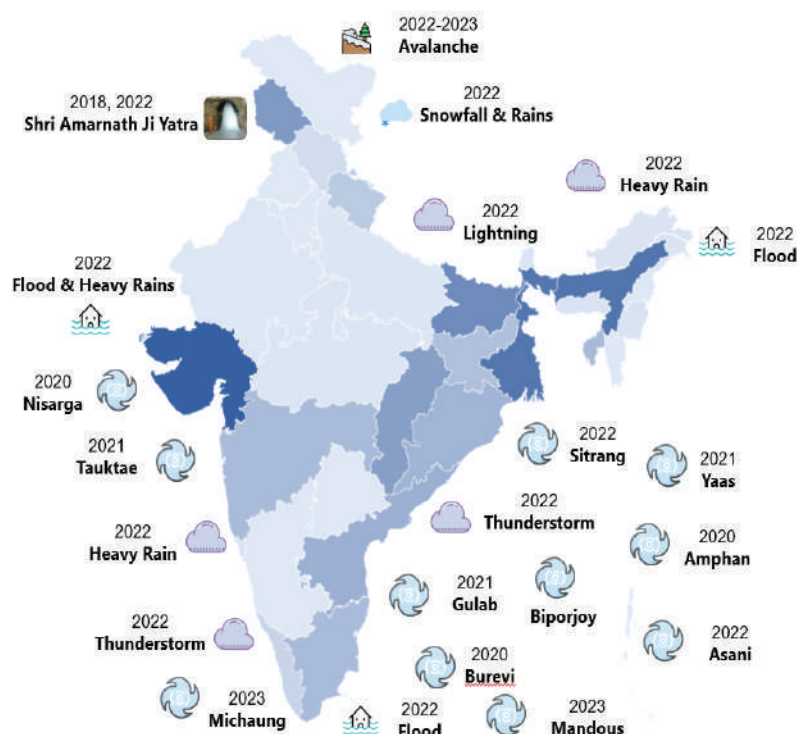 2022-2023
Avalanche
2018, 2022
Shri Amarnath Ji Yatra
2022
Snowfall & Rains
2022
Heavy Rain
2022
Lightning
2022
Flood
2022
Flood & Heavy Rains
2020
Nisarga
2021
Tauktae
2022
Sitrang
2021
Yaas
2022
Heavy Rain
2022
Thunderstorm
2020
Amphan
2021
Gulab
Biporjoy
2022
Thunderstorm
2022
Asani
2020
Burevi
2023
Michaung
2022
Flood
2023
Mandous